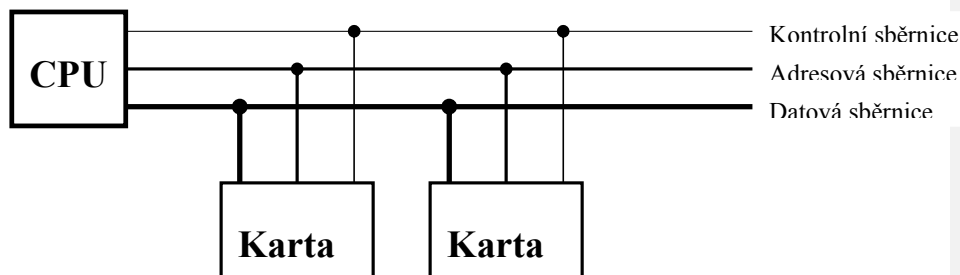 CPU
Kontrolní sběrnice
Adresová sběrnice
Datová sběrnice
Karta
Karta